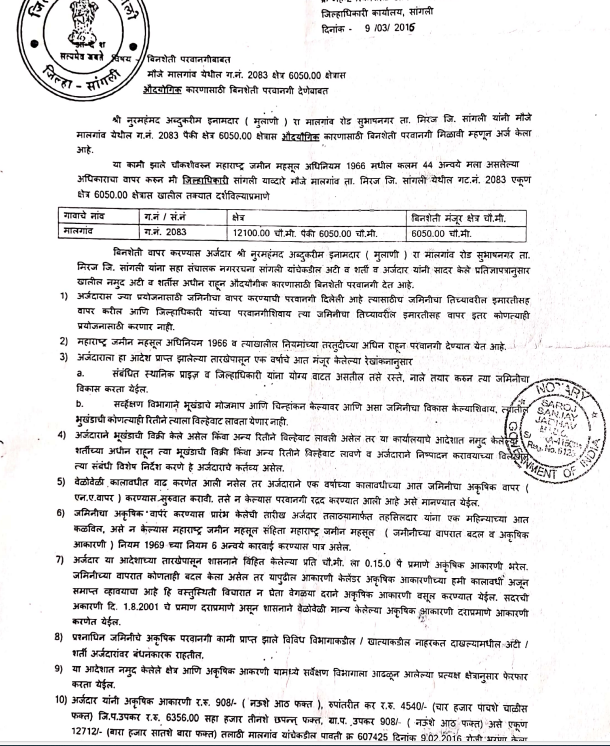 जिल्हाधिकारी कार्यालय, सांगली
दिनांक - 9 /03/ 2016
सत्यमेव जयते
जिल्हा - सांगली
विषय - बिनशेती परवानगीबाबत
मौजे मालगांव येथील ग.नं. 2083 क्षेत्र 6050.00 क्षेत्रास
औदयोगिक कारणासाठी बिनशेती परवानगी देणेबाबत
श्री नुरमहंमद अब्दुकरीम इनामदार ( मुलाणी ) रा मालगांव रोड सुभाषनगर ता. मिरज जि. सांगली यांनी मौजे
मालगांव येथील ग.नं. 2083 पैकी क्षेत्र 6050.00 क्षेत्रास औदयौगिक कारणासाठी बिनशेती परवानगी मिळावी म्हणून अर्ज केला
आहे.
या कामी झाले चौकशीवरुन महाराष्ट्र जमीन महसूल अधिनियम 1966 मधील कलम 44 अन्वये मला असलेल्या
अधिकाराचा वापर करुन मी जिल्हाधिकारी सांगली याव्दारे मौजे मालगांव ता. मिरज जि. सांगली येथील गट.नं. 2083 एकूण
क्षेत्र 6050.00 क्षेत्रास खालील तक्यात दर्शविल्याप्रमाणे
गावाचे नांव ग.नं / सं.नं क्षेत्र बिनशेती मंजूर क्षेत्र चौ.मी.
मालगांव ग.नं. 2083 12100.00 चौ.मी. पैकी 6050.00 चौ.मी. 6050.00 चौ.मी.
बिनशेती वापर करण्यास अर्जदार श्री नुरमहंमद अब्दुकरीम इनामदार ( मुलाणी ) रा मालगांव रोड सुभाषनगर ता.
मिरज जि. सांगली यांना सहा संचालक नगररचना सांगली यांचेकडील अटी व शर्ती व अर्जदार यांनी सादर केले प्रतिज्ञापत्रानुसार
खालील नमुद अटी व शर्तीस अधीन राहून औदयौगीक कारणासाठी बिनशेती परवानगी देत आहे.
1) अर्जदारास ज्या प्रयोजनासाठी जमिनीचा वापर करण्याची परवानगी दिलेली आहे त्यासाठीच जमिनीचा तिच्यावरील इमारतीसह
वापर करील आणि जिल्हाधिकारी यांच्या परवानगीशिवाय त्या जमिनीचा तिच्यावरील इमारतीसह वापर इतर कोणत्याही
प्रयोजनासाठी करणार नाही.
2) महाराष्ट्र जमीन महसूल अधिनियम 1966 व त्याखालील नियमांच्या तरतुदीच्या अधिन राहून परवानगी देण्यात येत आहे.
3) अर्जदाराला हा आदेश प्राप्त झालेल्या तारखेपासून एक वर्षाचे आत मंजूर केलेल्या रेखांकनानुसार
a. संबंधित स्थानिक प्राइज़ व जिल्हाधिकारी यांना योग्य वाटत असतील तसे रस्ते, नाले तयार करुन त्या जमिनीचा
विकास करता येईल.
b. सर्व्हेक्षण विभागाने भूखंडाचे मोजमाप व चिन्हांकन केल्यावर आणि असा जमिनीचा विकास केल्याशिवाय, त्यातील
भुखंडाची कोणत्याही रितीने त्याला विल्हेवाट लावता येणार नाही.
4) अर्जदाराने भूखंडाची विक्री केले असेल किंवा अन्य रितीने विल्हेवाट लावली असेल तर या कार्यालयाचे आदेशात नमुद केलेल्या
शर्तीच्या अधीन राहून त्या भूखंडाची विक्री किंवा अन्य रितीने विल्हेवाट लावणे व अर्जदाराने निष्पादन करावयाच्या
त्या संबंधी विशेष निर्देश करणे हे अर्जदाराचे कर्तव्य असेल.
5) वेळोवेळी कालावधीत वाढ करणेत आली नसेल तर अर्जदाराने एक वर्षाच्या कालावधीच्या आत जमिनीचा अकृषिक वापर (
एन.ए.वापर ) करण्यास सुरुवात करावी. तसे न केल्यास परवानगी रद्द करण्यात आली आहे असे मानण्यात येईल.
6) जमिनीचा अकृषिक वापर करण्यास प्रारंभ केलेची तारीख अर्जदार तलाठयामार्फत तहसिलदार यांना एक महिन्याच्या आत
कळविल, असे न केल्यास महाराष्ट्र जमीन महसूल संहिता महाराष्ट्र जमीन महसूल ( जमीनीच्या वापरात बदल व अकृषिक
आकारणी ) नियम 1969 च्या नियम 6 अन्वये कारवाई करण्यास पात्र असेल.
7) अर्जदार या आदेशाच्या तारखेपासून शासनाने विहित केलेल्या प्रति चौ.मी. ला 0.15.0 पै प्रमाणे अकृषिक आकारणी भरेल.
जमिनीच्या वापरात कोणताही बदल केला असेल तर यापुढील आकारणी केलेंडर अकृषिक आकारणीच्या हमी कालावधी अजून
समाप्त व्हावयाचा आहे हि वस्तुस्थिती विचारात न घेता वेगळया दराने अकृषिक आकारणी वसूल करण्यात येईल. सदरची
अकारणी दि. 1.8.2001 चे प्रमाण दराप्रमाणे असून शासनाने वेळोवेळी मान्य केलेल्या अकृषिक आकारणी दराप्रमाणे आकारणी
करणेत येईल.
8) प्रश्नाधिन जमिनीचे अकृषिक परवानगी कामी प्राप्त झाले विविध विभागाकडील / खात्याकडील नाहरकत दाखल्यामधील अटी/
शर्ती अर्जदारावर बंधनकारक राहतील.
9) या आदेशात नमुद केलेले क्षेत्र आणि अकृषिक आकारणी यामध्ये सर्वेक्षण विभागाला आढळून आलेल्या प्रत्यक्ष क्षेत्रानुसार फेरफार
करता येईल.
10) अर्जदार यांनी अकृषिक आकारणी र.रु. 908/- ( नऊशे आठ फक्त ), रुपांतरीत कर र.रु. 4540/- (चार हजार पाचशे चाळीस
फक्त) जि.प.उपकर र.रु. 6356.00 सहा हजार तीनशे छपन्न फक्त, ग्रा.प. उपकर 908/- ( नऊशे आठ फक्त) असे एकूण
12712/- (बारा हजार सातशे बारा फक्त) तलाठी मालगांव यांचेकडील पावती क्र 607425 दिनांक 9.02.2016 रोजी भरणा केला
NOTARY
SAROJ
SANJAY
JADHAV
Reg. No. 6123
GOVERNMENT OF INDIA